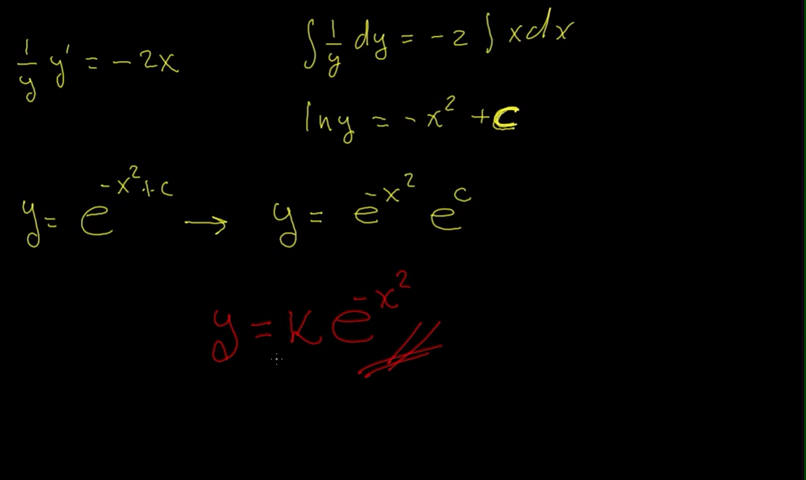 1/y y' = -2x
∫ 1/y dy = -2 ∫ x dx
ln y = -x² + c
y = e^(-x²+c) → y = e^(-x²) e^c
y = k e^(-x²)